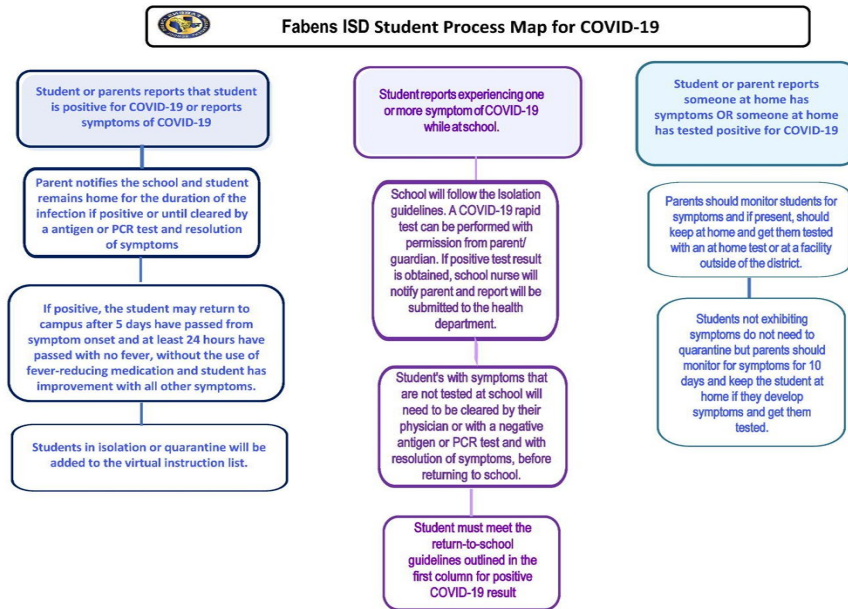 Fabens ISD Student Process Map for COVID-19
Student or parents reports that student
is positive for COVID-19 or reports
symptoms of COVID-19
Parent notifies the school and student
remains home for the duration of the
infection if positive or until cleared by
a antigen or PCR test and resolution
of symptoms
If positive, the student may return to
campus after 5 days have passed from
symptom onset and at least 24 hours have
passed with no fever, without the use of
fever-reducing medication and student has
improvement with all other symptoms.
Students in isolation or quarantine will be
added to the virtual instruction list.
Student reports experiencing one
or more symptom of COVID-19
while at school.
School will follow the Isolation
guidelines. A COVID-19 rapid
test can be performed with
permission from parent/
guardian. If positive test result
is obtained, school nurse will
notify parent and report will be
submitted to the health
department.
Student's with symptoms that
are not tested at school will
need to be cleared by their
physician or with a negative
antigen or PCR test and with
resolution of symptoms, before
returning to school.
Student must meet the
return-to-school
guidelines outlined in the
first column for positive
COVID-19 result
Student or parent reports
someone at home has
symptoms OR someone at home
has tested positive for COVID-19
Parents should monitor students for
symptoms and if present, should
keep at home and get them tested
with an at home test or at a facility
outside of the district.
Students not exhibiting
symptoms do not need to
quarantine but parents should
monitor for symptoms for 10
days and keep the student at
home if they develop
symptoms and get them
tested.